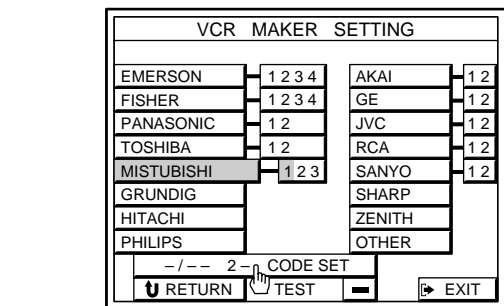 VCR MAKER SETTING
EMERSON 1 2 3 4 AKAI 1 2
FISHER 1 2 3 4 GE 1 2
PANASONIC 1 2 JVC 1 2
TOSHIBA 1 2 RCA 1 2
MISTUBISHI 1 2 3 SANYO 1 2
GRUNDIG SHARP
HITACHI ZENITH
PHILIPS OTHER
–/–– 2– CODE SET
RETURN TEST – EXIT